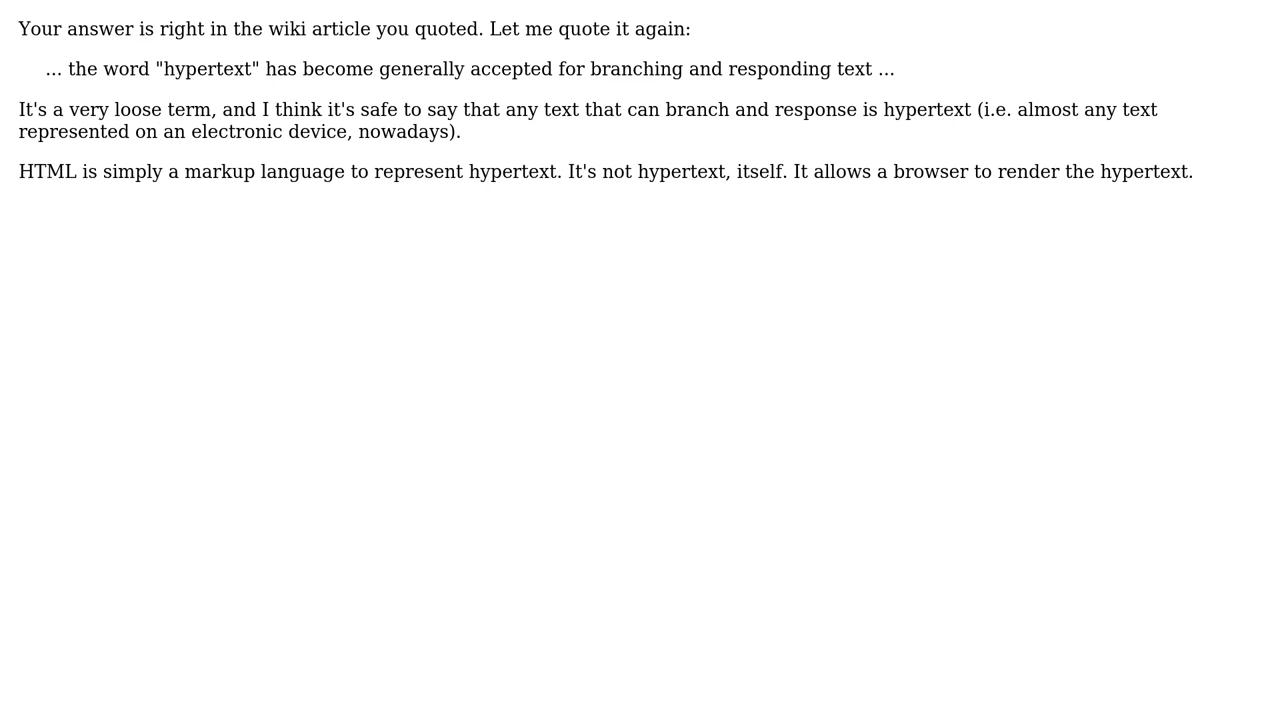 Your answer is right in the wiki article you quoted. Let me quote it again:
... the word "hypertext" has become generally accepted for branching and responding text ...
It's a very loose term, and I think it's safe to say that any text that can branch and response is hypertext (i.e. almost any text
represented on an electronic device, nowadays).
HTML is simply a markup language to represent hypertext. It's not hypertext, itself. It allows a browser to render the hypertext.